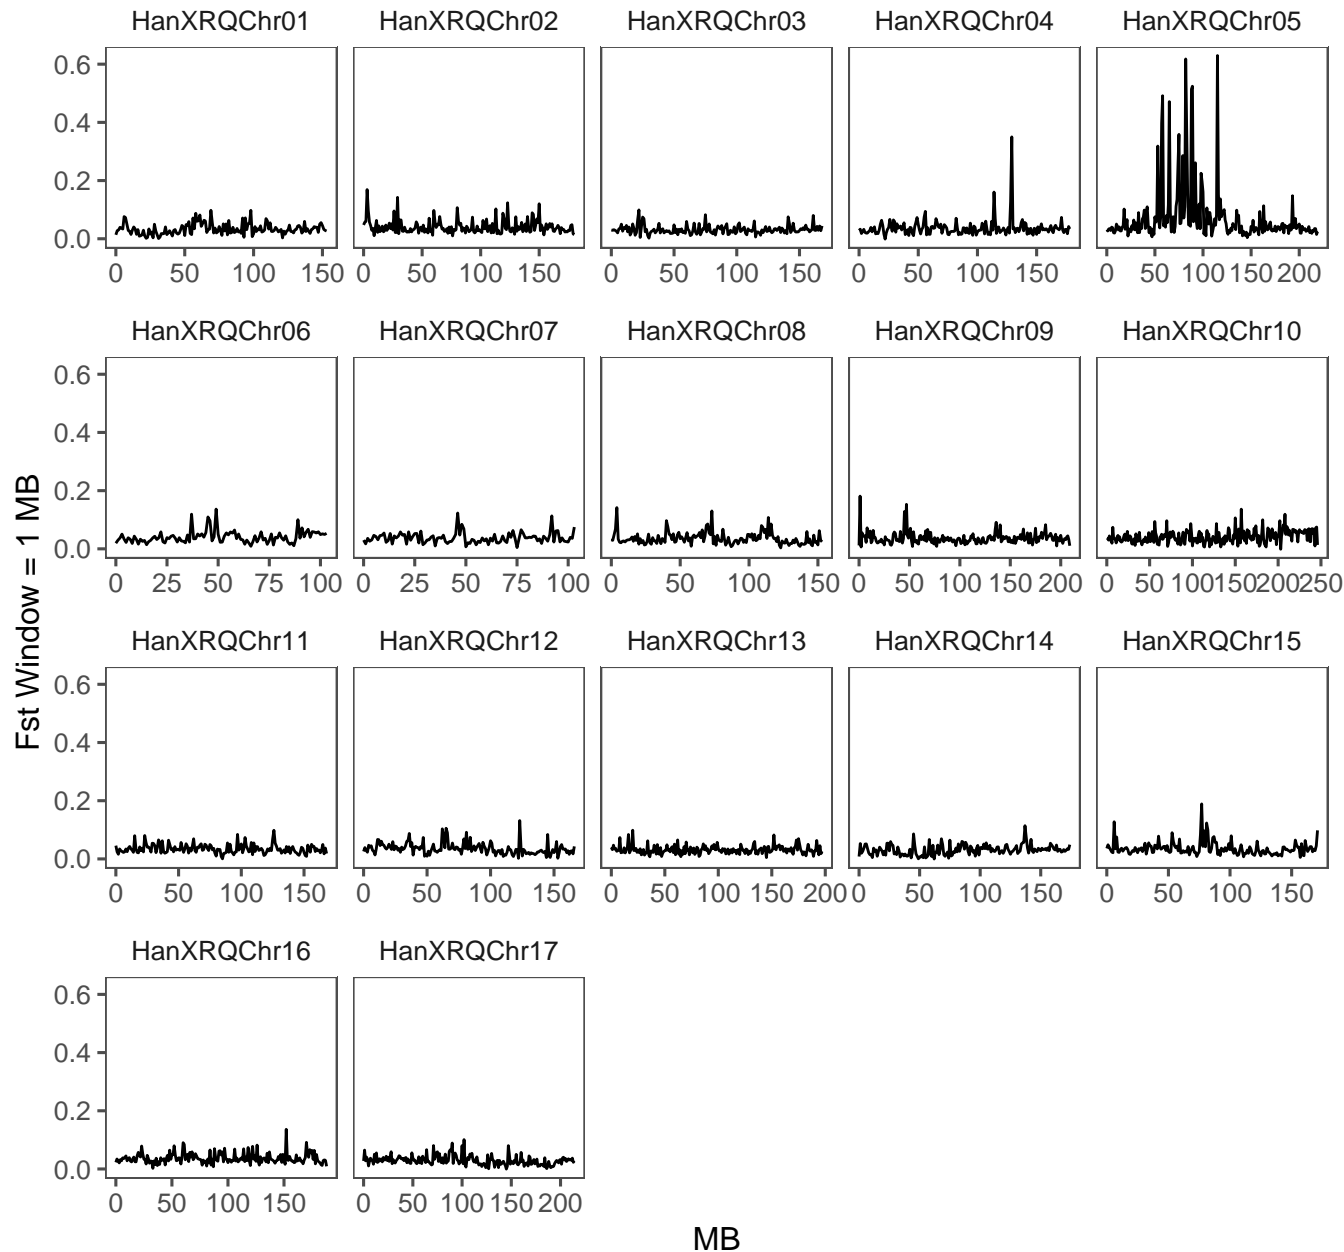 HanXRQChr01 HanXRQChr02 HanXRQChr03 HanXRQChr04 HanXRQChr05
0.6
0.4
0.2
0.0
0 50 100 150 0 50 100 150 0 50 100 150 0 50 100 150 0 50 100 150 200
HanXRQChr06 HanXRQChr07 HanXRQChr08 HanXRQChr09 HanXRQChr10
0.6
0.4
0.2
0.0
0 25 50 75 100 0 25 50 75 100 0 50 100 150 0 50 100 150 200 0 50 100 150 200 250
Fst Window = 1 MB
HanXRQChr11 HanXRQChr12 HanXRQChr13 HanXRQChr14 HanXRQChr15
0.6
0.4
0.2
0.0
0 50 100 150 0 50 100 150 0 50 100 150 200 0 50 100 150 0 50 100 150
HanXRQChr16 HanXRQChr17
0.6
0.4
0.2
0.0
0 50 100 150 0 50 100 150 200
MB